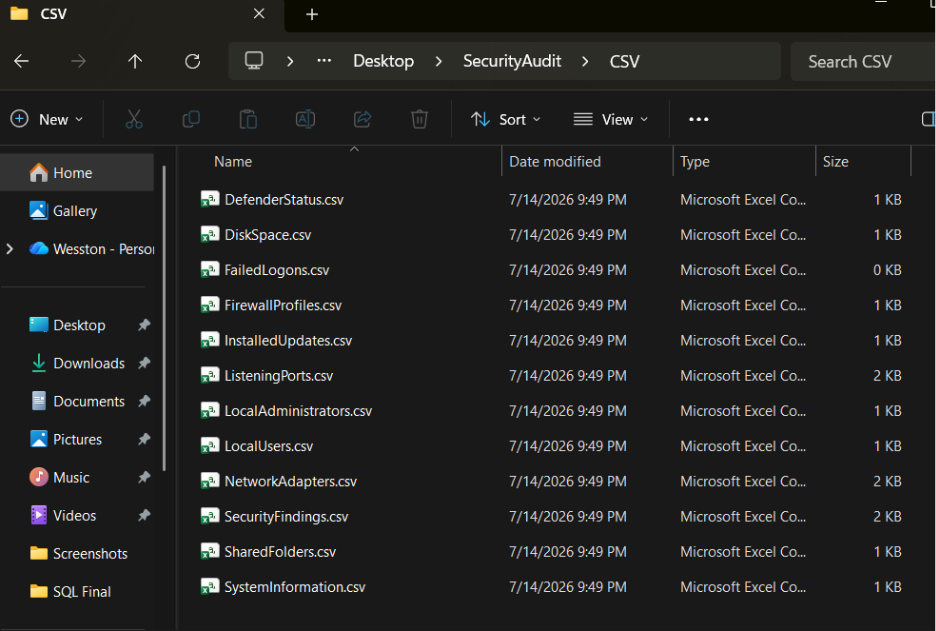 CSV
Desktop SecurityAudit CSV
Search CSV
New
Sort
View
Name Date modified Type Size
Home
Gallery
Wesston - Person
Desktop
Downloads
Documents
Pictures
Music
Videos
Screenshots
SQL Final
DefenderStatus.csv 7/14/2026 9:49 PM Microsoft Excel Co... 1 KB
DiskSpace.csv 7/14/2026 9:49 PM Microsoft Excel Co... 1 KB
FailedLogons.csv 7/14/2026 9:49 PM Microsoft Excel Co... 0 KB
FirewallProfiles.csv 7/14/2026 9:49 PM Microsoft Excel Co... 1 KB
InstalledUpdates.csv 7/14/2026 9:49 PM Microsoft Excel Co... 1 KB
ListeningPorts.csv 7/14/2026 9:49 PM Microsoft Excel Co... 2 KB
LocalAdministrators.csv 7/14/2026 9:49 PM Microsoft Excel Co... 1 KB
LocalUsers.csv 7/14/2026 9:49 PM Microsoft Excel Co... 1 KB
NetworkAdapters.csv 7/14/2026 9:49 PM Microsoft Excel Co... 2 KB
SecurityFindings.csv 7/14/2026 9:49 PM Microsoft Excel Co... 2 KB
SharedFolders.csv 7/14/2026 9:49 PM Microsoft Excel Co... 1 KB
SystemInformation.csv 7/14/2026 9:49 PM Microsoft Excel Co... 1 KB